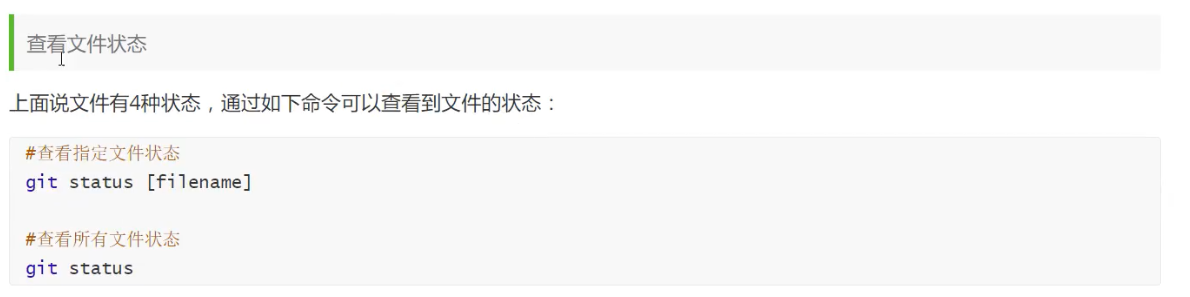 查看文件状态
上面说文件有4种状态，通过如下命令可以查看到文件的状态：
#查看指定文件状态
git status [filename]
#查看所有文件状态
git status